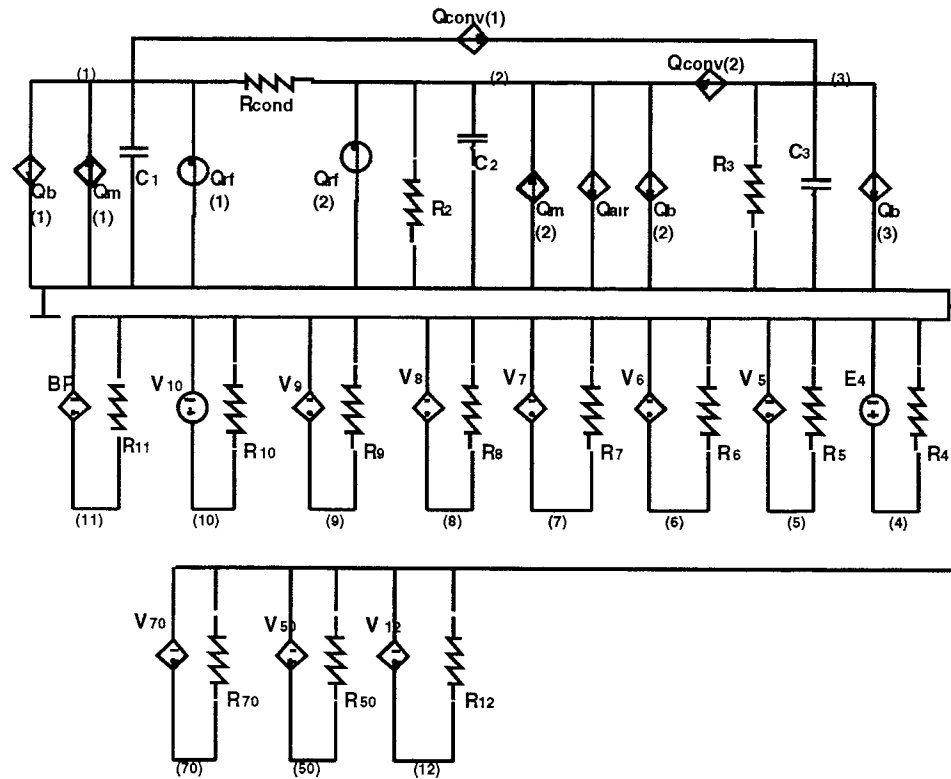 Qconv(1)
(1)
Rcond
(2)
Qconv(2)
(3)
Qb
(1)
Qm
(1)
C1
Qrf
(1)
Qrf
(2)
R2
C2
Qm
(2)
Qair
Qb
(2)
R3
C3
Qb
(3)
BP
R11
V10
R10
V9
R9
V8
R8
V7
R7
V6
R6
V5
R5
E4
R4
(11)
(10)
(9)
(8)
(7)
(6)
(5)
(4)
V70
R70
V50
R50
V12
R12
(70)
(50)
(12)